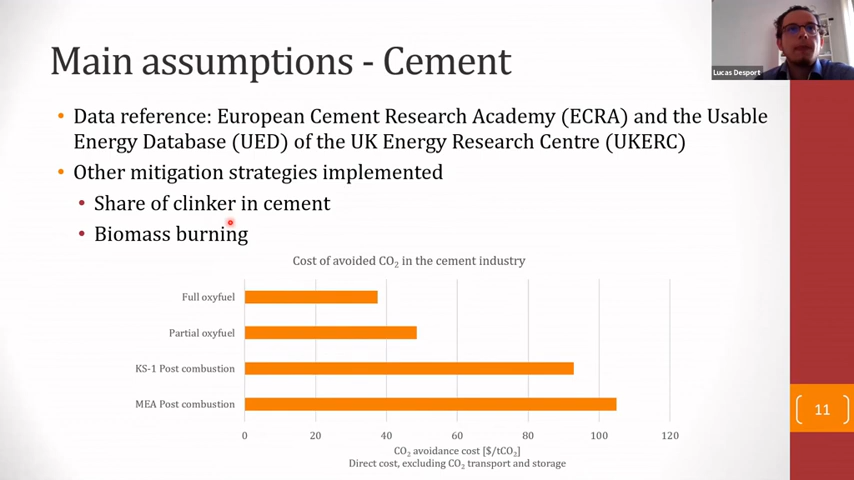 Main assumptions - Cement
Lucas Desport
• Data reference: European Cement Research Academy (ECRA) and the Usable
Energy Database (UED) of the UK Energy Research Centre (UKERC)
• Other mitigation strategies implemented
• Share of clinker in cement
• Biomass burning
Cost of avoided CO₂ in the cement industry
Full oxyfuel
Partial oxyfuel
KS-1 Post combustion
MEA Post combustion
0 20 40 60 80 100 120
CO₂ avoidance cost [$/tCO₂]
Direct cost, excluding CO₂ transport and storage
11